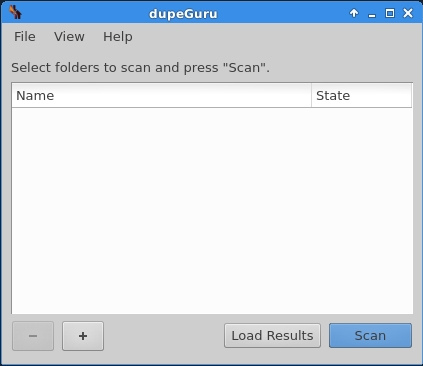 dupeGuru
File View Help
Select folders to scan and press "Scan".
Name State
− + Load Results Scan